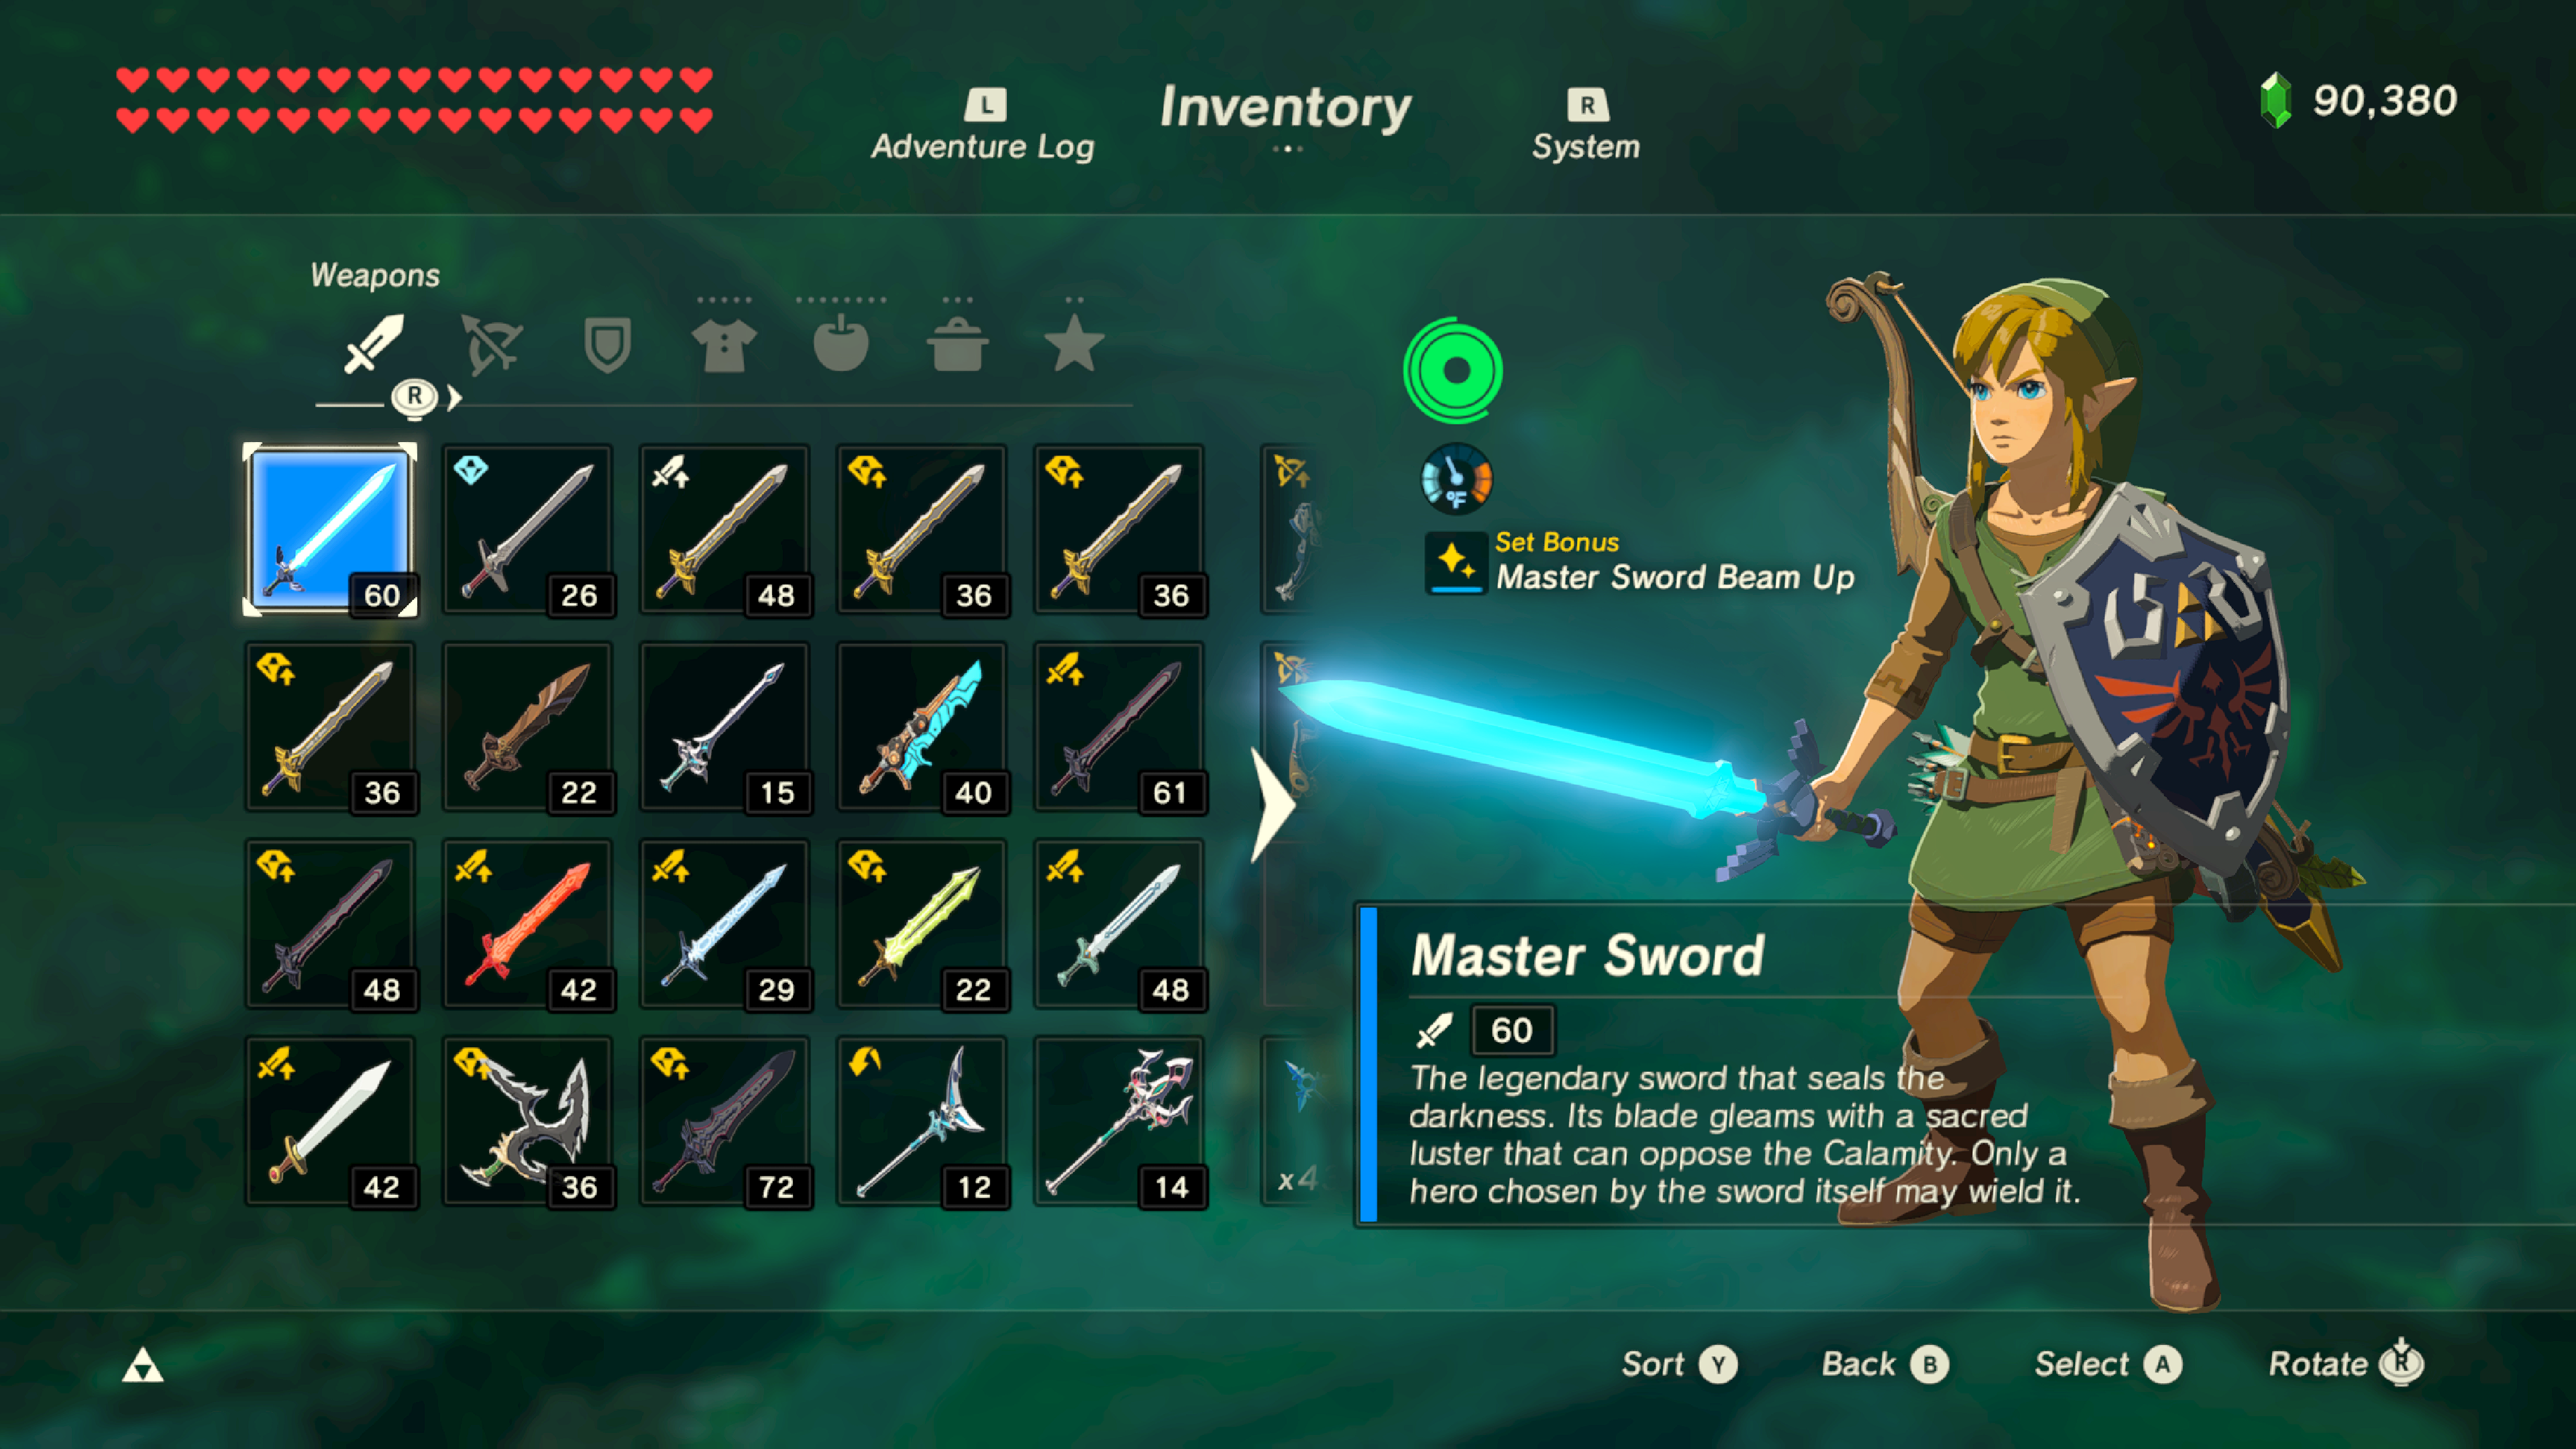 L
Adventure Log
Inventory
R
System
90,380
Weapons
R
60
26
48
36
36
36
22
15
40
61
48
42
29
22
48
42
36
72
12
14
x4
°F
Set Bonus
Master Sword Beam Up
Master Sword
60
The legendary sword that seals the
darkness. Its blade gleams with a sacred
luster that can oppose the Calamity. Only a
hero chosen by the sword itself may wield it.
Sort Y
Back B
Select A
Rotate R